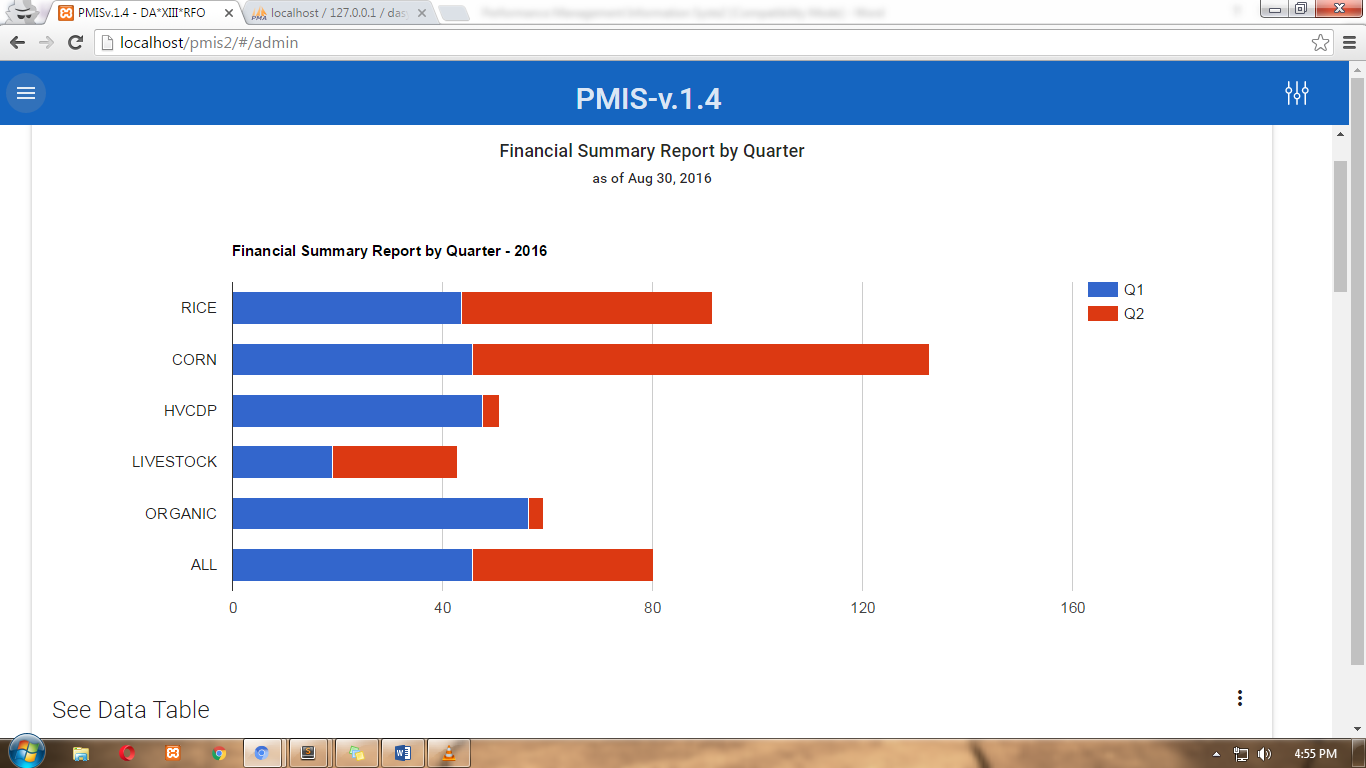 PMISv.1.4 - DA*XIII*RFO
localhost / 127.0.0.1 / das
localhost/pmis2/#/admin
PMIS-v.1.4
Financial Summary Report by Quarter
as of Aug 30, 2016
Financial Summary Report by Quarter - 2016
RICE
CORN
HVCDP
LIVESTOCK
ORGANIC
ALL
0 40 80 120 160
Q1
Q2
See Data Table
4:55 PM